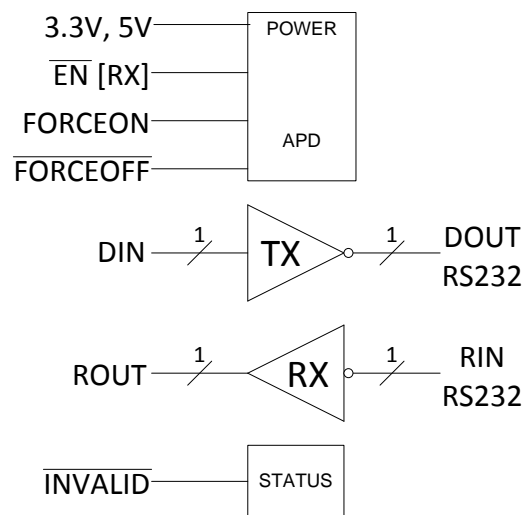 3.3V, 5V
POWER
EN [RX]
FORCEON
APD
FORCEOFF
DIN
1
TX
1
DOUT
RS232
ROUT
1
RX
1
RIN
RS232
INVALID
STATUS